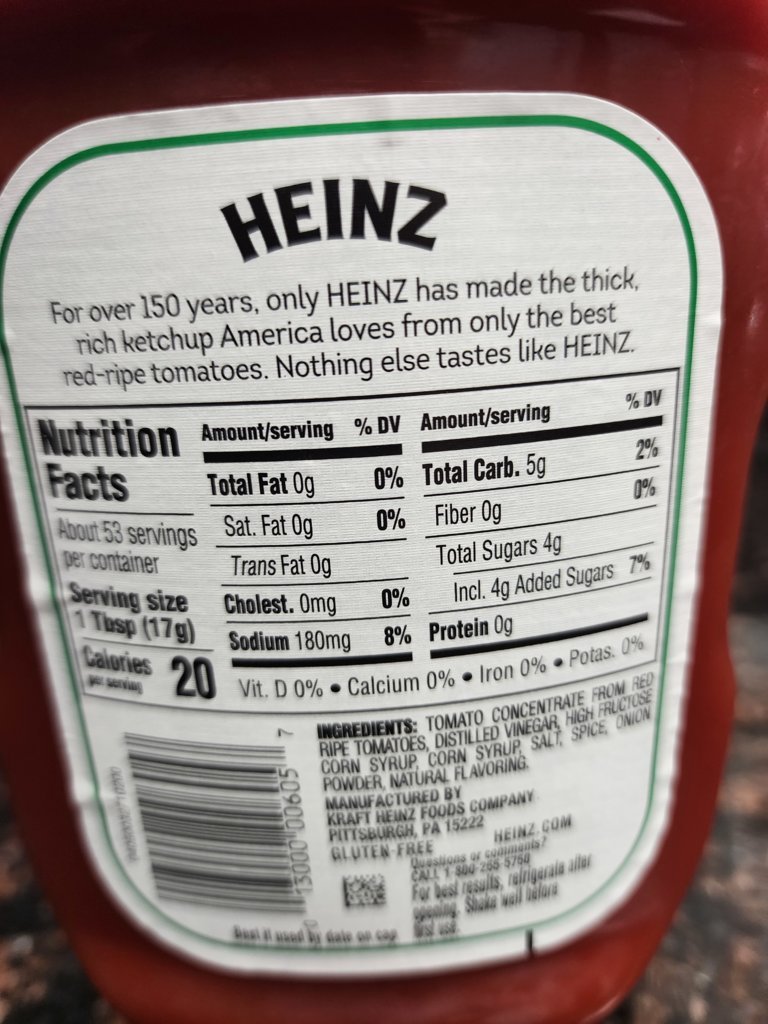 HEINZ
For over 150 years, only HEINZ has made the thick,
rich ketchup America loves from only the best
red-ripe tomatoes. Nothing else tastes like HEINZ.
Nutrition
Facts
About 53 servings
per container
Serving size
1 Tbsp (17g)
Calories 20
per serving
Amount/serving % DV
Total Fat 0g 0%
Sat. Fat 0g 0%
Trans Fat 0g
Cholest. 0mg 0%
Sodium 180mg 8%
Amount/serving % DV
Total Carb. 5g 2%
Fiber 0g 0%
Total Sugars 4g
Incl. 4g Added Sugars 7%
Protein 0g
Vit. D 0% • Calcium 0% • Iron 0% • Potas. 0%
INGREDIENTS: TOMATO CONCENTRATE FROM RED
RIPE TOMATOES, DISTILLED VINEGAR, HIGH FRUCTOSE
CORN SYRUP, CORN SYRUP, SALT, SPICE, ONION
POWDER, NATURAL FLAVORING.
MANUFACTURED BY
KRAFT HEINZ FOODS COMPANY
PITTSBURGH, PA 15222
GLUTEN-FREE HEINZ.COM
Questions or comments?
CALL 1-800-255-5750
For best results, refrigerate after
opening. Shake well before
first use.
Best if used by date on cap
13000 00605 7